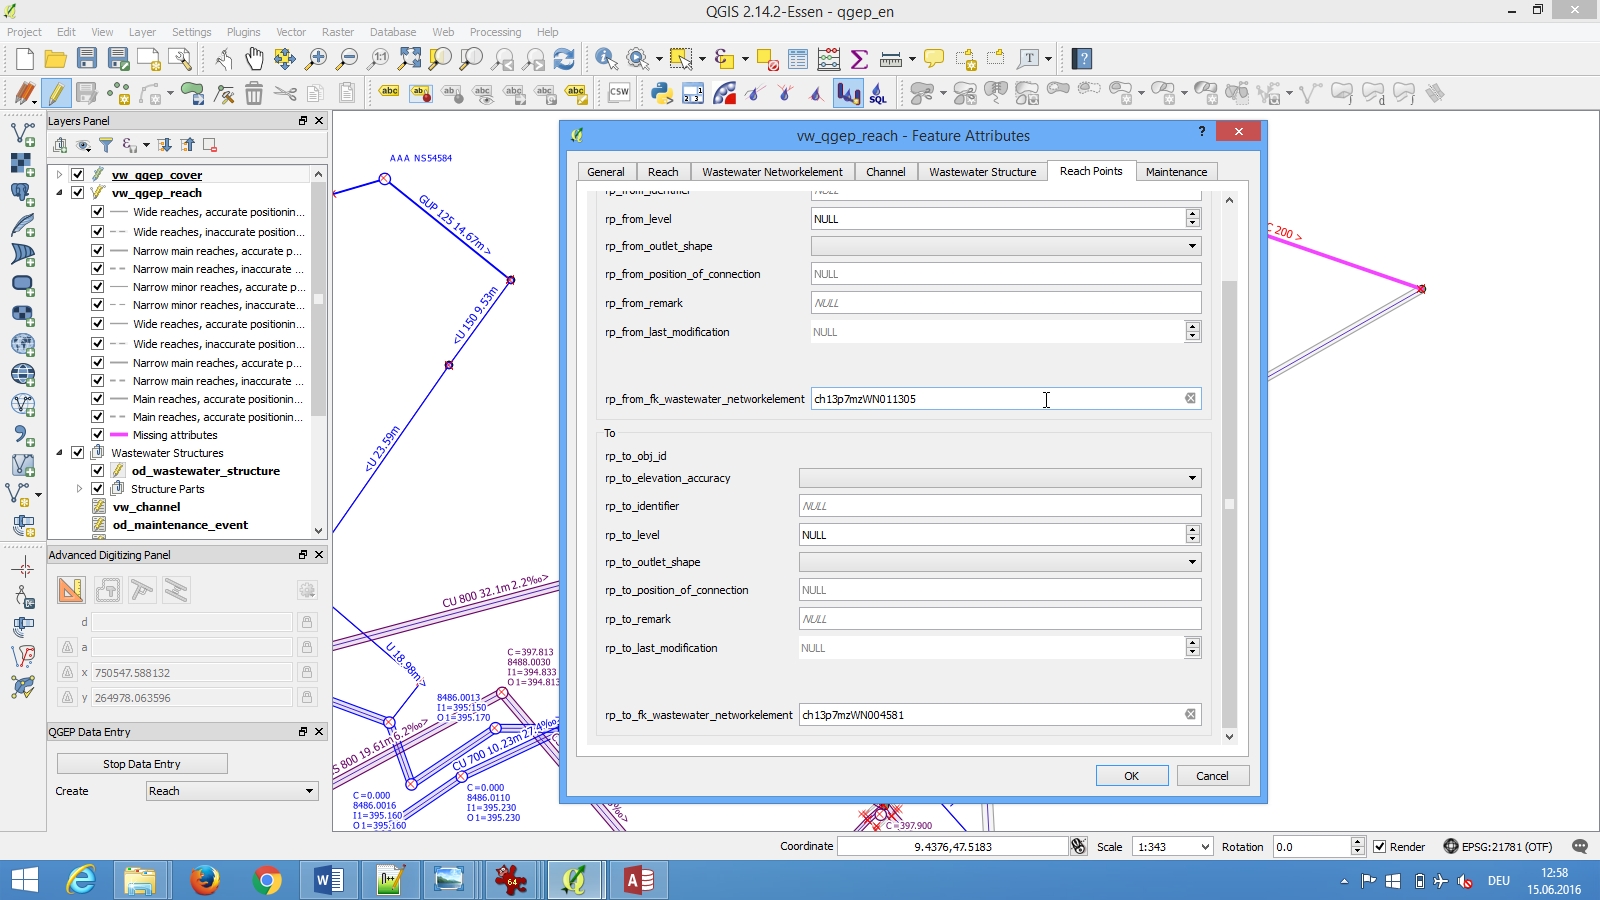 QGIS 2.14.2-Essen - qgep_en
Project Edit View Layer Settings Plugins Vector Raster Database Web Processing Help
Layers Panel
vw_qgep_cover
vw_qgep_reach
Wide reaches, accurate positionin...
Wide reaches, inaccurate position...
Narrow main reaches, accurate p...
Narrow main reaches, inaccurate ...
Narrow minor reaches, accurate p...
Narrow minor reaches, inaccurate...
Wide reaches, accurate positionin...
Wide reaches, inaccurate position...
Narrow main reaches, accurate p...
Narrow main reaches, inaccurate ...
Main reaches, accurate positionin...
Main reaches, inaccurate position...
Missing attributes
Wastewater Structures
od_wastewater_structure
Structure Parts
vw_channel
od_maintenance_event
Advanced Digitizing Panel
d
a
x 750547.588132
y 264978.063596
QGEP Data Entry
Stop Data Entry
Create Reach
AAA NS54584
GUP 125 14.67m >
<U 150 9.53m
<U 23.59m
CU 800 32.1m 2.2‰>
U 18.98m>
C=397.813
8488.0030
I1=394.833
O1=394.813
8486.0013
I1=395.150
O1=395.170
S 800 19.61m 6.2‰>
CU 700 10.23m 27.4‰>
C=0.000
8486.0016
I1=395.160
O1=395.160
C=0.000
8486.0110
I1=395.230
O1=395.230
C 200 >
C=397.900
vw_qgep_reach - Feature Attributes
General Reach Wastewater Networkelement Channel Wastewater Structure Reach Points Maintenance
rp_from_identifier NULL
rp_from_level NULL
rp_from_outlet_shape
rp_from_position_of_connection NULL
rp_from_remark NULL
rp_from_last_modification NULL
rp_from_fk_wastewater_networkelement ch13p7mzWN011305
To
rp_to_obj_id
rp_to_elevation_accuracy
rp_to_identifier NULL
rp_to_level NULL
rp_to_outlet_shape
rp_to_position_of_connection NULL
rp_to_remark NULL
rp_to_last_modification NULL
rp_to_fk_wastewater_networkelement ch13p7mzWN004581
OK Cancel
Coordinate 9.4376,47.5183 Scale 1:343 Rotation 0.0 Render EPSG:21781 (OTF)
DEU
12:58
15.06.2016